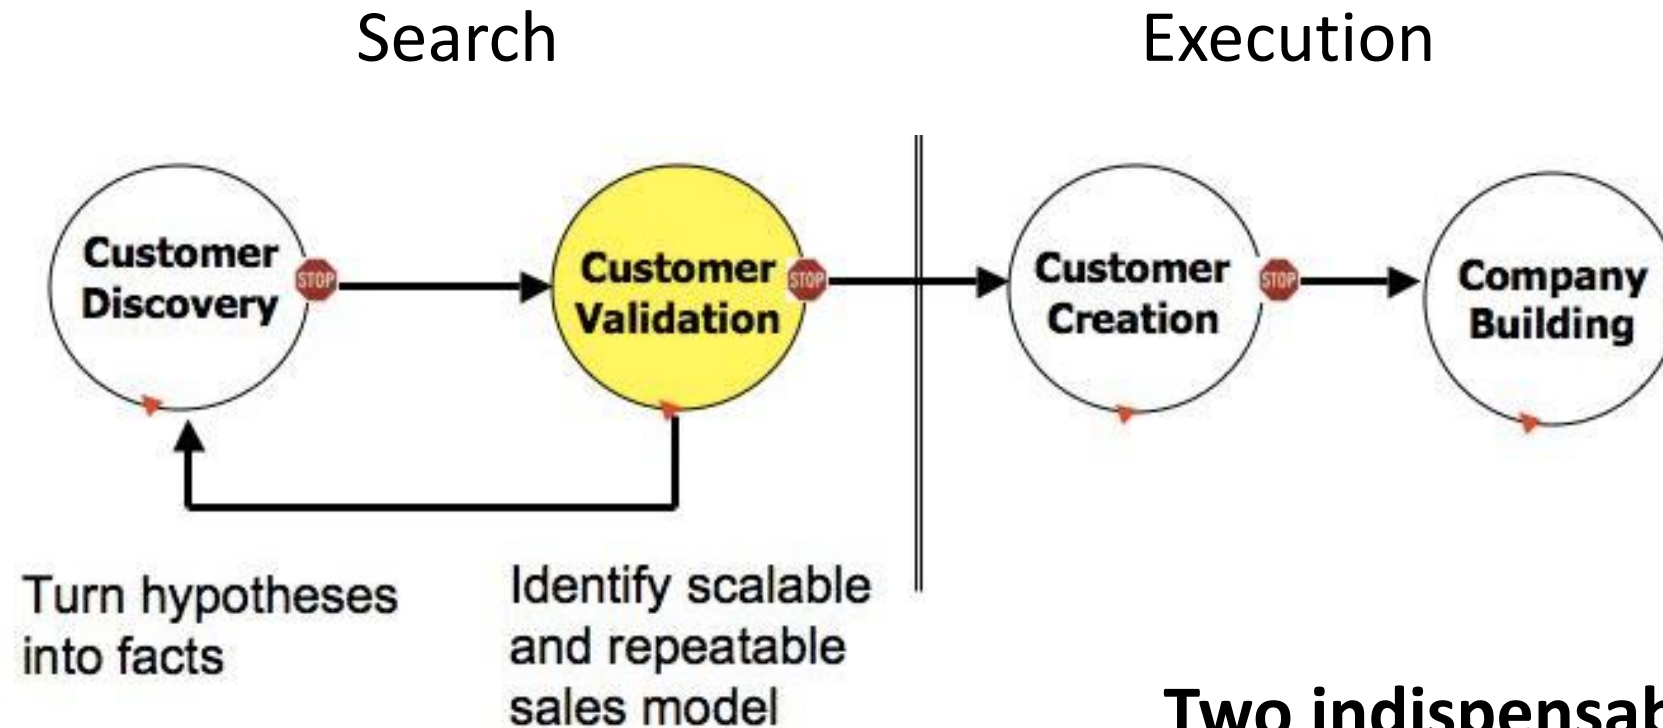 Search
Execution
Customer
Discovery
STOP
Customer
Validation
STOP
Customer
Creation
STOP
Company
Building
Turn hypotheses
into facts
Identify scalable
and repeatable
sales model
Two